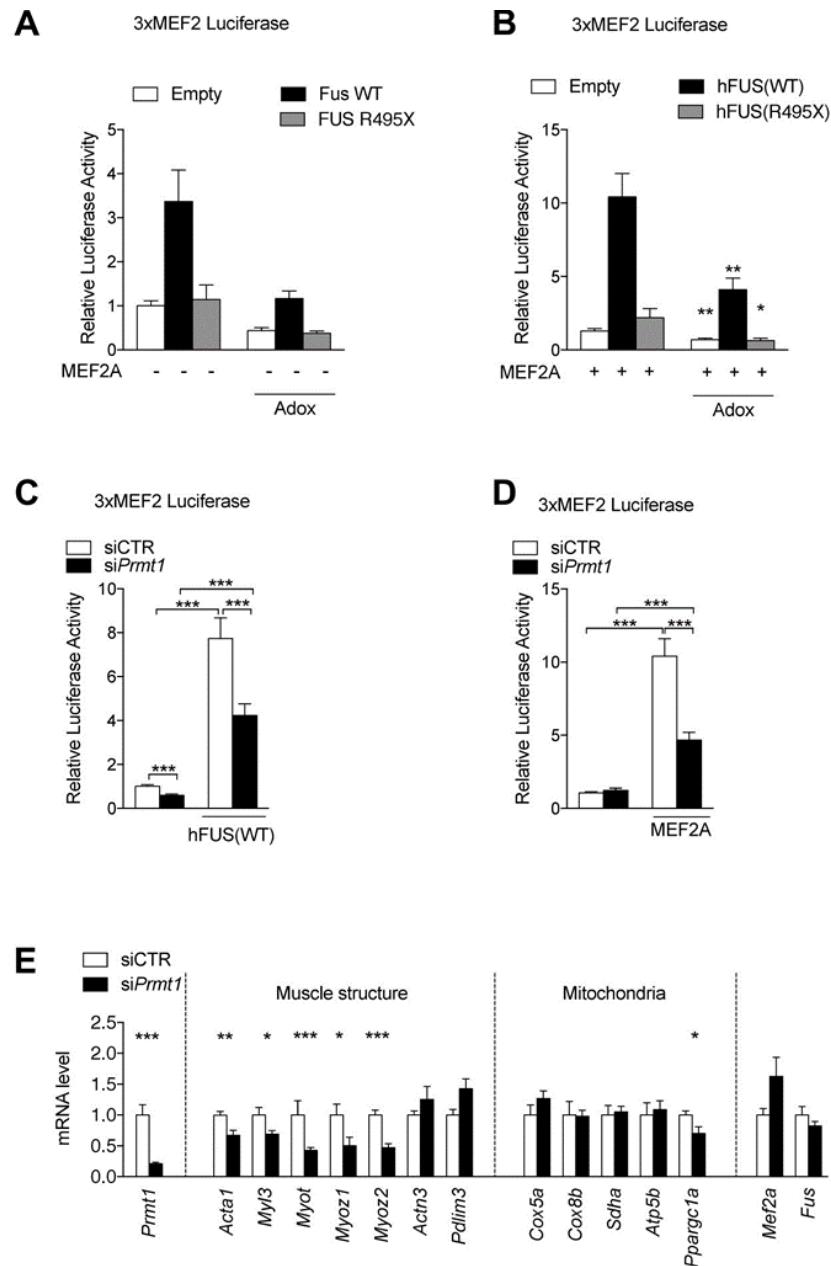 A
3xMEF2 Luciferase
Empty
Fus WT
FUS R495X
Relative Luciferase Activity
5
4
3
2
1
0
MEF2A
- - - - - -
Adox
B
3xMEF2 Luciferase
Empty
hFUS(WT)
hFUS(R495X)
Relative Luciferase Activity
15
10
5
0
** ** *
MEF2A
+ + + + + +
Adox
C
3xMEF2 Luciferase
siCTR
siPrmt1
Relative Luciferase Activity
10
8
6
4
2
0
***
*** ***
***
hFUS(WT)
D
3xMEF2 Luciferase
siCTR
siPrmt1
Relative Luciferase Activity
15
10
5
0
***
*** ***
MEF2A
E
siCTR
siPrmt1
Muscle structure
Mitochondria
mRNA level
2.5
2.0
1.5
1.0
0.5
0.0
*** ** * *** * *** *
Prmt1
Acta1
Myl3
Myot
Myoz1
Myoz2
Actn3
Pdlim3
Cox5a
Cox8b
Sdha
Atp5b
Ppargc1a
Mef2a
Fus